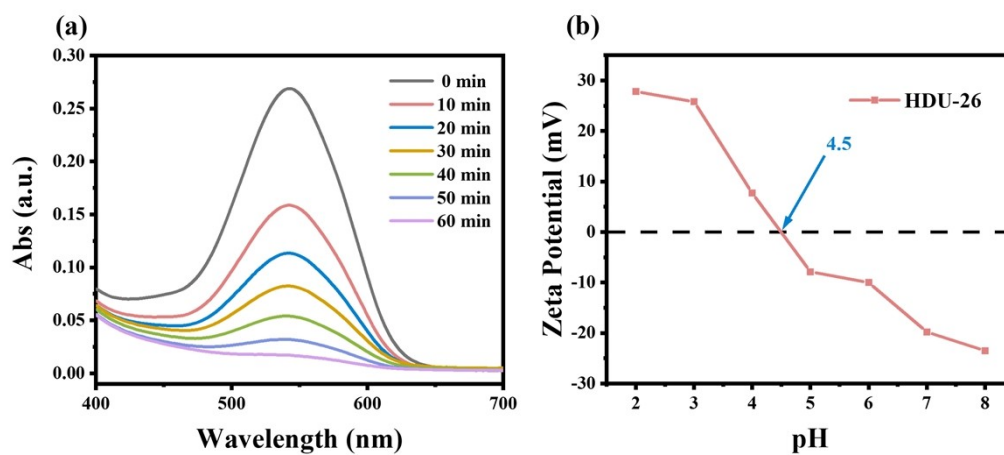 (a)
0.30
0.25
0.20
0.15
0.10
0.05
0.00
Abs (a.u.)
400
500
600
700
Wavelength (nm)
0 min
10 min
20 min
30 min
40 min
50 min
60 min
(b)
30
20
10
0
-10
-20
-30
Zeta Potential (mV)
2
3
4
5
6
7
8
pH
HDU-26
4.5